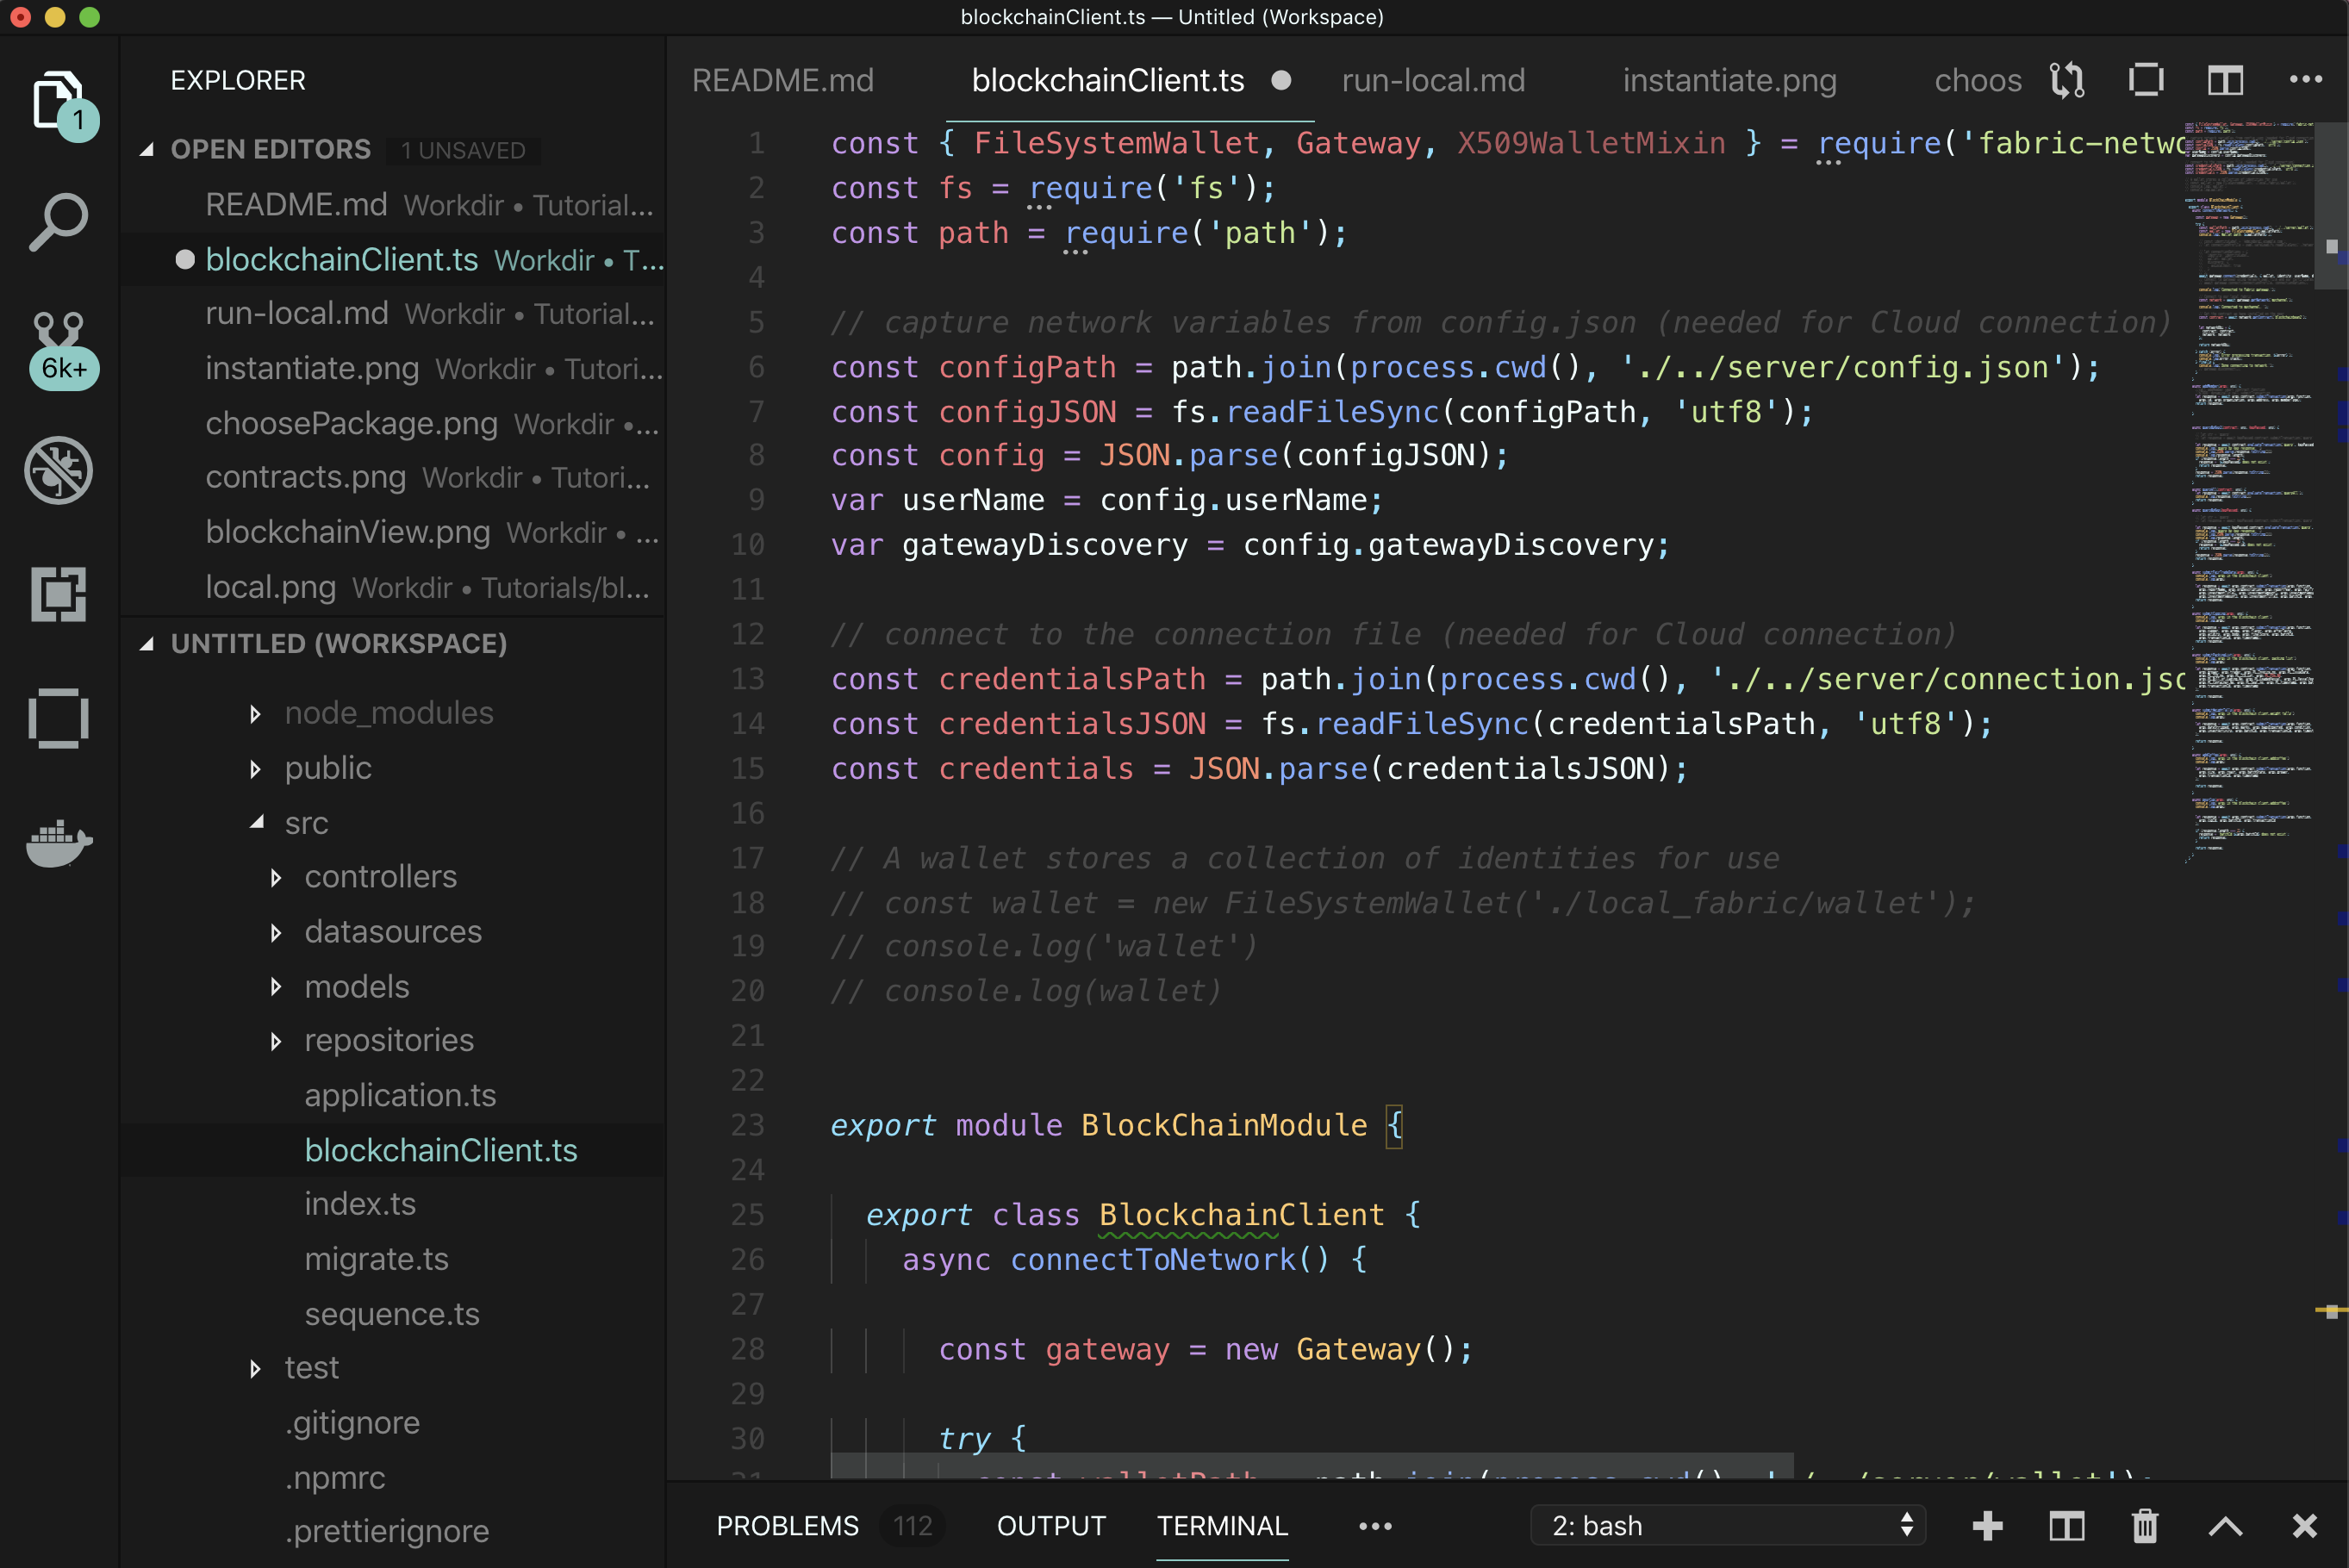 blockchainClient.ts — Untitled (Workspace)
EXPLORER
1
6k+
OPEN EDITORS 1 UNSAVED
README.md Workdir • Tutorial...
blockchainClient.ts Workdir • T...
run-local.md Workdir • Tutorial...
instantiate.png Workdir • Tutori...
choosePackage.png Workdir •...
contracts.png Workdir • Tutori...
blockchainView.png Workdir • ...
local.png Workdir • Tutorials/bl...
UNTITLED (WORKSPACE)
node_modules
public
src
controllers
datasources
models
repositories
application.ts
blockchainClient.ts
index.ts
migrate.ts
sequence.ts
test
.gitignore
.npmrc
.prettierignore
README.md blockchainClient.ts run-local.md instantiate.png choos
1 const { FileSystemWallet, Gateway, X509WalletMixin } = require('fabric-netwo
2 const fs = require('fs');
3 const path = require('path');
4
5 // capture network variables from config.json (needed for Cloud connection)
6 const configPath = path.join(process.cwd(), './../server/config.json');
7 const configJSON = fs.readFileSync(configPath, 'utf8');
8 const config = JSON.parse(configJSON);
9 var userName = config.userName;
10 var gatewayDiscovery = config.gatewayDiscovery;
11
12 // connect to the connection file (needed for Cloud connection)
13 const credentialsPath = path.join(process.cwd(), './../server/connection.jso
14 const credentialsJSON = fs.readFileSync(credentialsPath, 'utf8');
15 const credentials = JSON.parse(credentialsJSON);
16
17 // A wallet stores a collection of identities for use
18 // const wallet = new FileSystemWallet('./local_fabric/wallet');
19 // console.log('wallet')
20 // console.log(wallet)
21
22
23 export module BlockChainModule {
24
25 export class BlockchainClient {
26 async connectToNetwork() {
27
28 const gateway = new Gateway();
29
30 try {
31 const walletPath = path.join(process.cwd(), './../server/wallet');
PROBLEMS 112 OUTPUT TERMINAL ... 2: bash